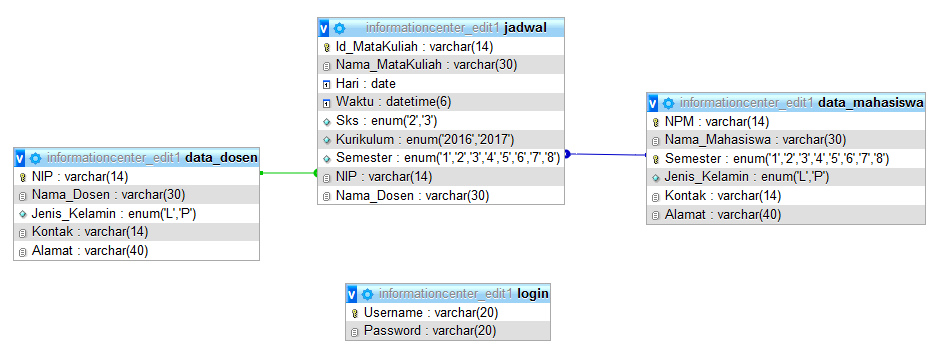 v informationcenter_edit1 jadwal
Id_MataKuliah : varchar(14)
Nama_MataKuliah : varchar(30)
Hari : date
Waktu : datetime(6)
Sks : enum('2','3')
Kurikulum : enum('2016','2017')
Semester : enum('1','2','3','4','5','6','7','8')
NIP : varchar(14)
Nama_Dosen : varchar(30)
v informationcenter_edit1 data_mahasiswa
NPM : varchar(14)
Nama_Mahasiswa : varchar(30)
Semester : enum('1','2','3','4','5','6','7','8')
Jenis_Kelamin : enum('L','P')
Kontak : varchar(14)
Alamat : varchar(40)
v informationcenter_edit1 data_dosen
NIP : varchar(14)
Nama_Dosen : varchar(30)
Jenis_Kelamin : enum('L','P')
Kontak : varchar(14)
Alamat : varchar(40)
v informationcenter_edit1 login
Username : varchar(20)
Password : varchar(20)